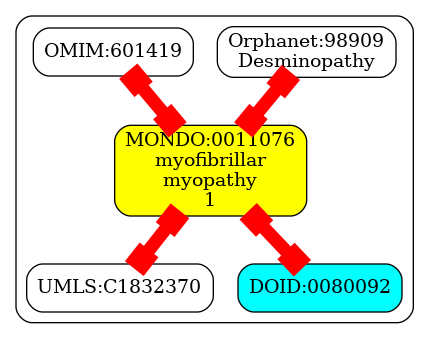 OMIM:601419
Orphanet:98909
Desminopathy
MONDO:0011076
myofibrillar
myopathy
1
UMLS:C1832370
DOID:0080092